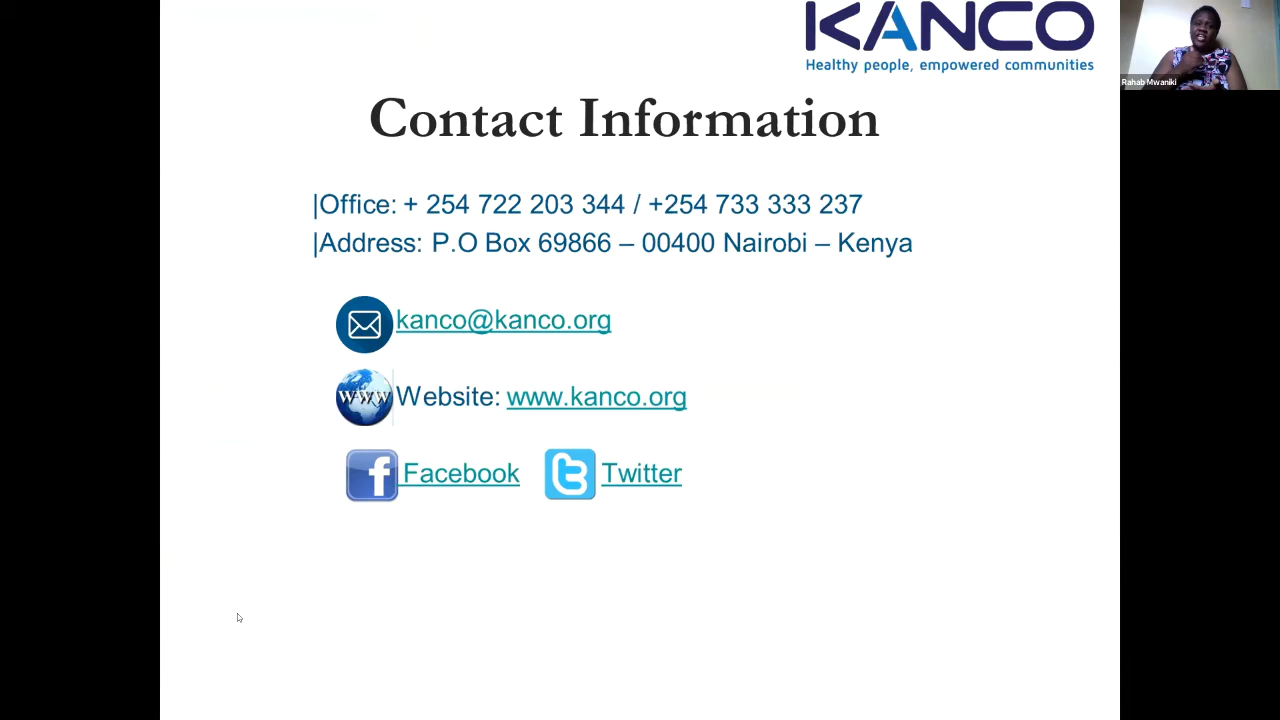 KANCO
Healthy people, empowered communities
Rahab Mwaniki
Contact Information
|Office: + 254 722 203 344 / +254 733 333 237
|Address: P.O Box 69866 – 00400 Nairobi – Kenya
kanco@kanco.org
www
Website: www.kanco.org
f Facebook t Twitter